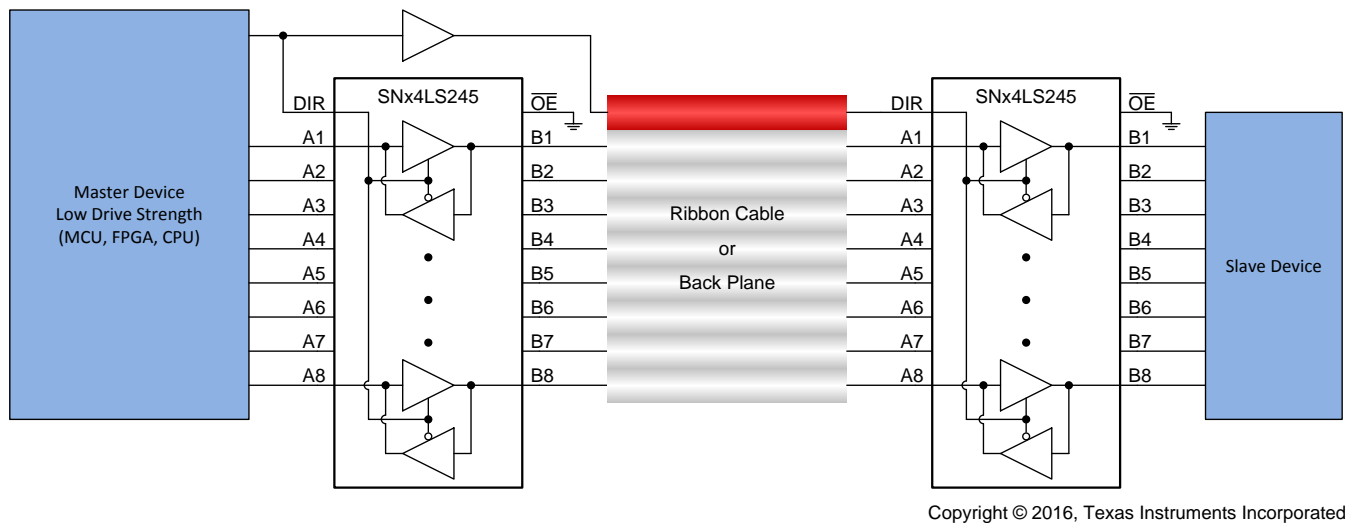 SNx4LS245
SNx4LS245
DIR
OE
DIR
OE
A1
B1
A1
B1
A2
B2
A2
B2
Master Device
Low Drive Strength
(MCU, FPGA, CPU)
A3
B3
Ribbon Cable
or
Back Plane
A3
B3
A4
B4
A4
B4
Slave Device
A5
B5
A5
B5
A6
B6
A6
B6
A7
B7
A7
B7
A8
B8
A8
B8
Copyright © 2016, Texas Instruments Incorporated